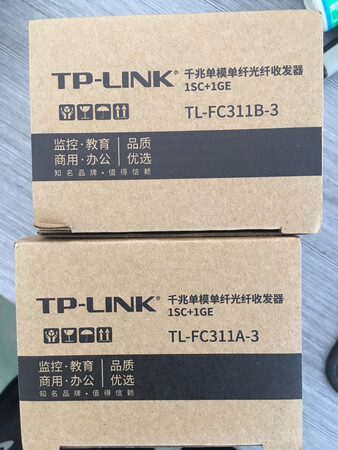 TP-LINK® 千兆单模单纤光纤收发器
1SC+1GE
TL-FC311B-3
监控·教育 品质
商用·办公 优选
知名品牌·值得信赖
TP-LINK® 千兆单模单纤光纤收发器
1SC+1GE
TL-FC311A-3
监控·教育 品质
商用·办公 优选
知名品牌·值得信赖